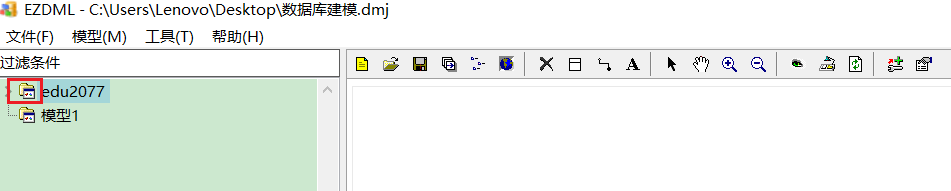 EZDML - C:\Users\Lenovo\Desktop\数据库建模.dmj
文件(F) 模型(M) 工具(T) 帮助(H)
过滤条件
edu2077
模型1
A